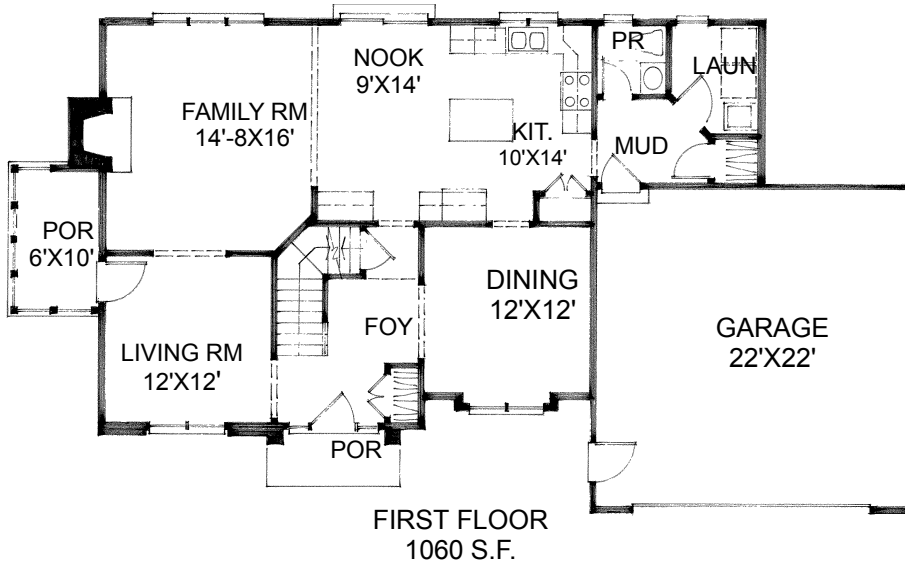 NOOK
9'X14'
PR
LAUN
FAMILY RM
14'-8X16'
KIT.
10'X14'
MUD
POR
6'X10'
DINING
12'X12'
FOY
GARAGE
22'X22'
LIVING RM
12'X12'
POR
FIRST FLOOR
1060 S.F.